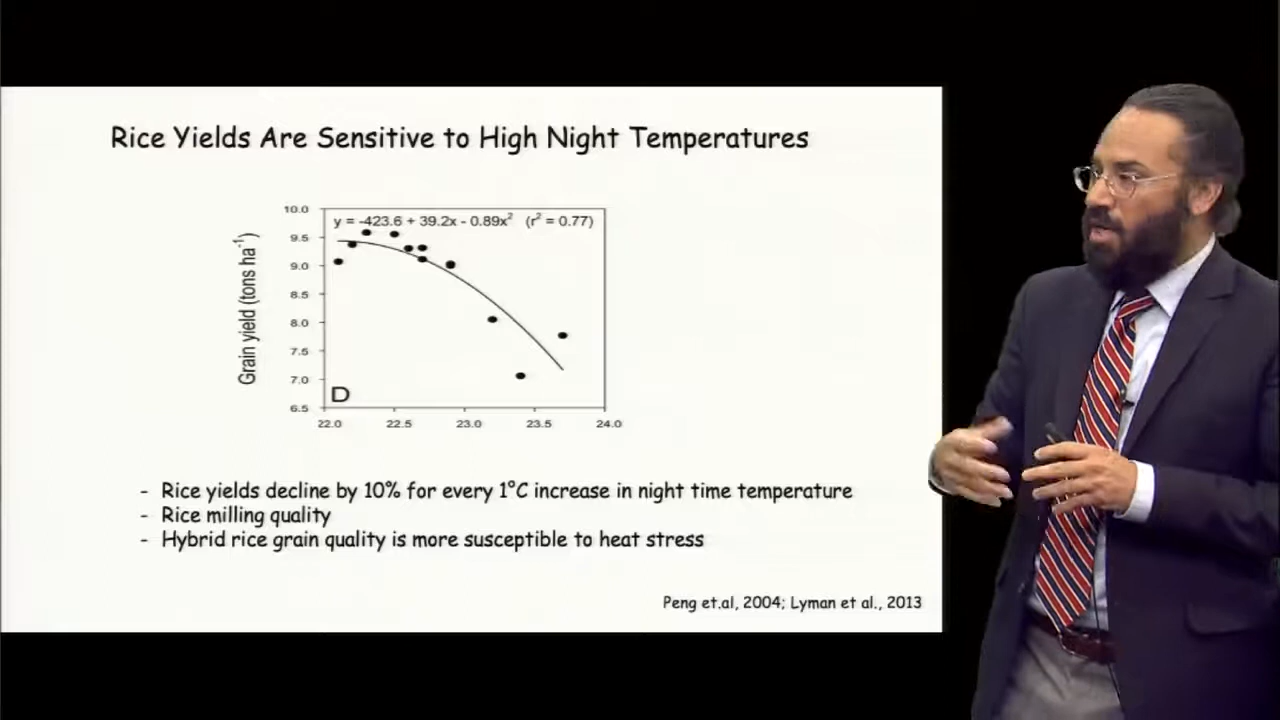 Rice Yields Are Sensitive to High Night Temperatures
y = -423.6 + 39.2x - 0.89x² (r² = 0.77)
Grain yield (tons ha⁻¹)
10.0
9.5
9.0
8.5
8.0
7.5
7.0
6.5
D
22.0 22.5 23.0 23.5 24.0
- Rice yields decline by 10% for every 1°C increase in night time temperature
- Rice milling quality
- Hybrid rice grain quality is more susceptible to heat stress
Peng et.al, 2004; Lyman et al., 2013